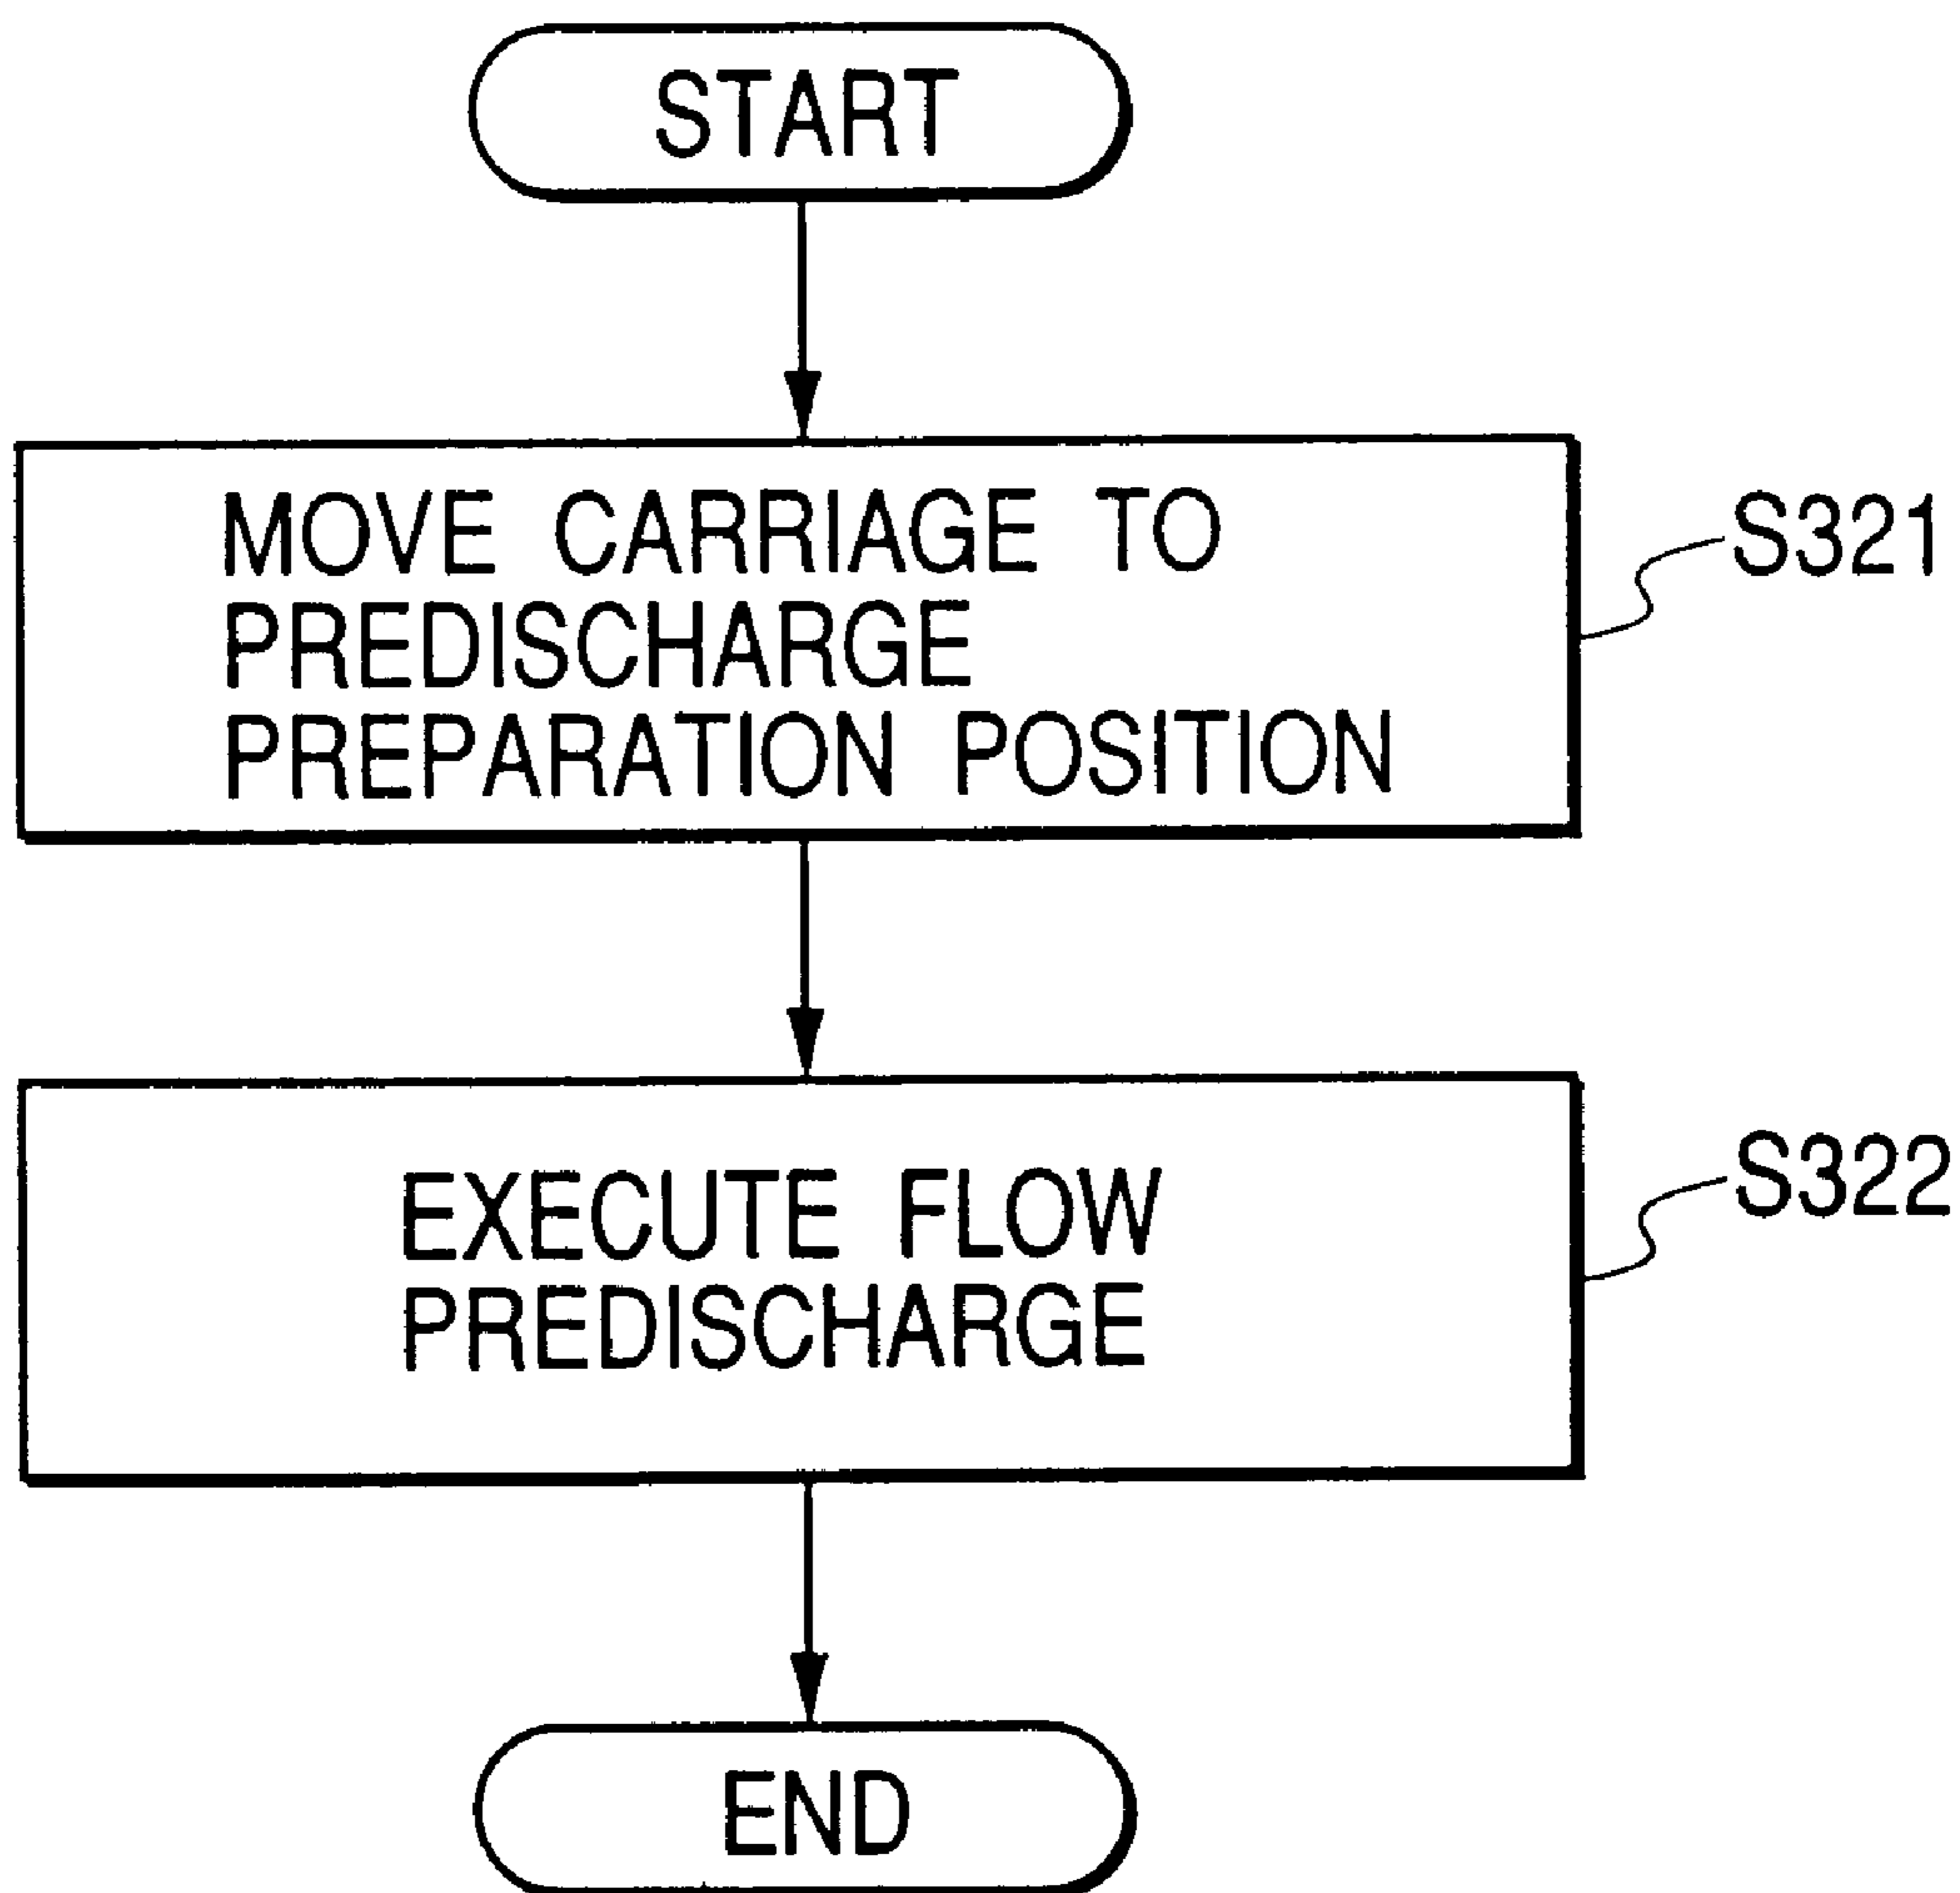 START
MOVE CARRIAGE TO
PREDISCHARGE
PREPARATION POSITION
S321
EXECUTE FLOW
PREDISCHARGE
S322
END